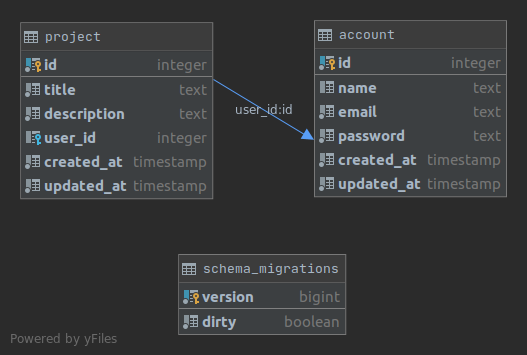 project
id integer
title text
description text
user_id integer
created_at timestamp
updated_at timestamp
user_id:id
account
id integer
name text
email text
password text
created_at timestamp
updated_at timestamp
schema_migrations
version bigint
dirty boolean
Powered by yFiles